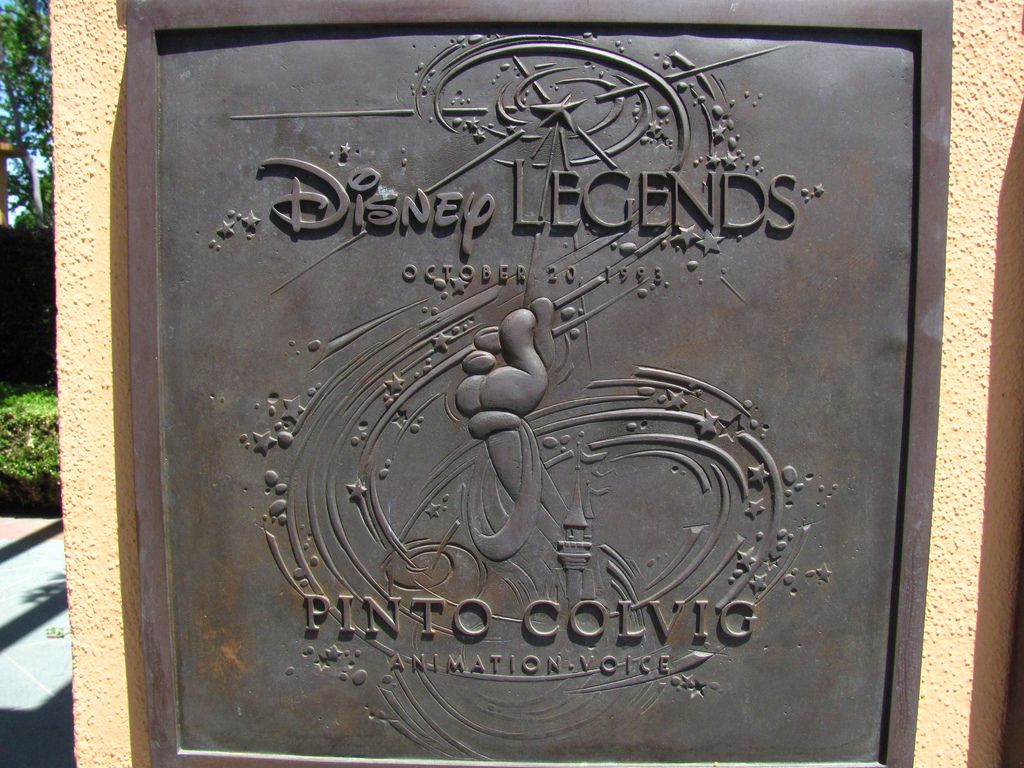 Disney LEGENDS
OCTOBER 20, 1993
PINTO COLVIG
ANIMATION·VOICE